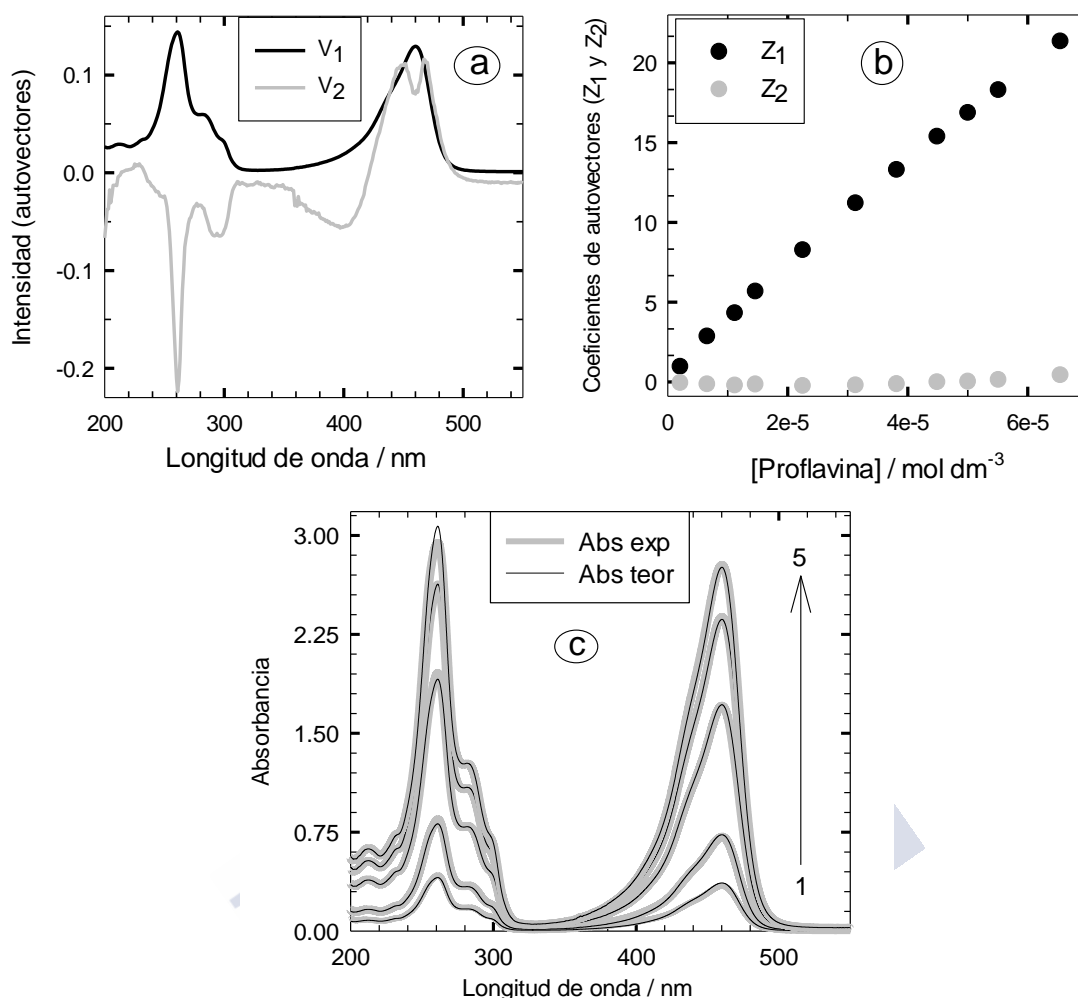 Intensidad (autovectores)
0.1
0.0
-0.1
-0.2
V1
V2
a
200 300 400 500
Longitud de onda / nm
Coeficientes de autovectores (Z1 y Z2)
20
15
10
5
0
Z1
Z2
b
0 2e-5 4e-5 6e-5
[Proflavina] / mol dm-3
Absorbancia
3.00
2.25
1.50
0.75
0.00
Abs exp
Abs teor
c
5
1
200 300 400 500
Longitud de onda / nm